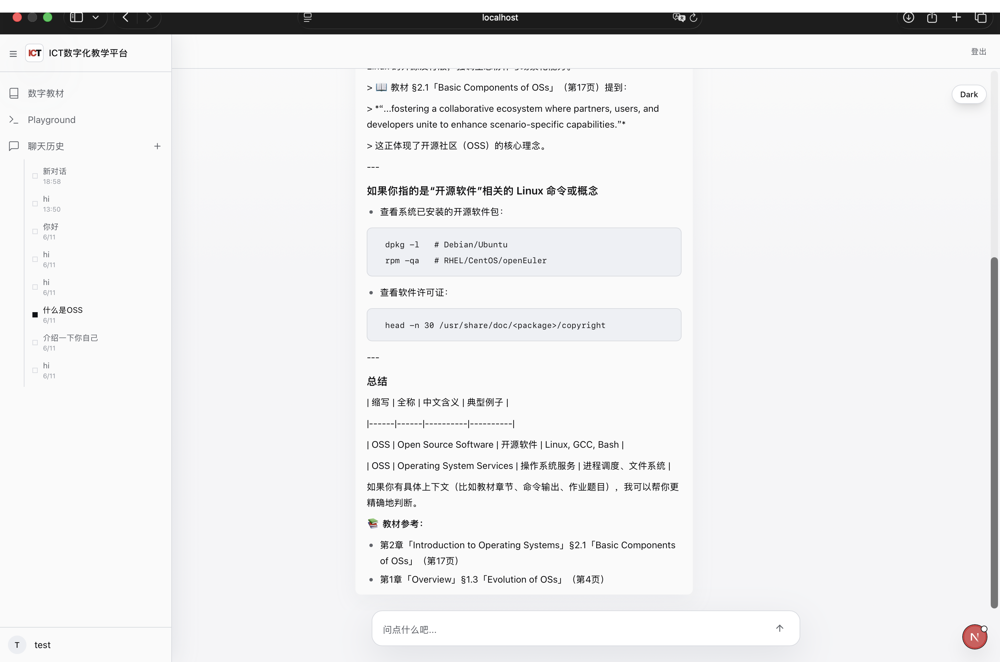 localhost
ICT
ICT数字化教学平台
登出
数字教材
Playground
聊天历史
新对话
18:58
hi
13:50
你好
6/11
hi
6/11
hi
6/11
什么是OSS
6/11
介绍一下你自己
6/11
hi
6/11
T
test
Dark
> 📖 教材 §2.1「Basic Components of OSs」（第17页）提到：
> *“…fostering a collaborative ecosystem where partners, users, and
developers unite to enhance scenario-specific capabilities.”*
> 这正体现了开源社区（OSS）的核心理念。
---
如果你指的是“开源软件”相关的 Linux 命令或概念
• 查看系统已安装的开源软件包：
dpkg -l   # Debian/Ubuntu
rpm -qa   # RHEL/CentOS/openEuler
• 查看软件许可证：
head -n 30 /usr/share/doc/<package>/copyright
---
总结
| 缩写 | 全称 | 中文含义 | 典型例子 |
|------|------|----------|----------|
| OSS | Open Source Software | 开源软件 | Linux, GCC, Bash |
| OSS | Operating System Services | 操作系统服务 | 进程调度、文件系统 |
如果你有具体上下文（比如教材章节、命令输出、作业题目），我可以帮你更
精确地判断。
📚 教材参考：
• 第2章「Introduction to Operating Systems」§2.1「Basic Components
of OSs」（第17页）
• 第1章「Overview」§1.3「Evolution of OSs」（第4页）
问点什么吧...
N